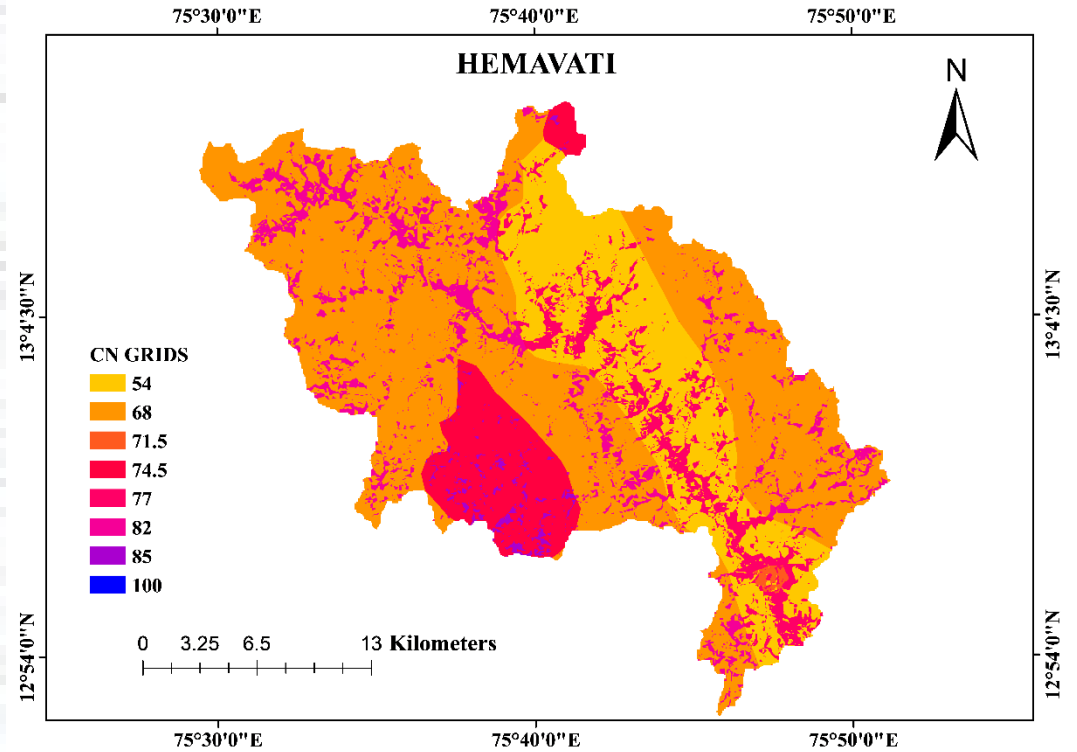 75°30'0"E 75°40'0"E 75°50'0"E
HEMAVATI
N
13°4'30"N 13°4'30"N
CN GRIDS
54
68
71.5
74.5
77
82
85
100
0 3.25 6.5 13 Kilometers
12°54'0"N 12°54'0"N
75°30'0"E 75°40'0"E 75°50'0"E